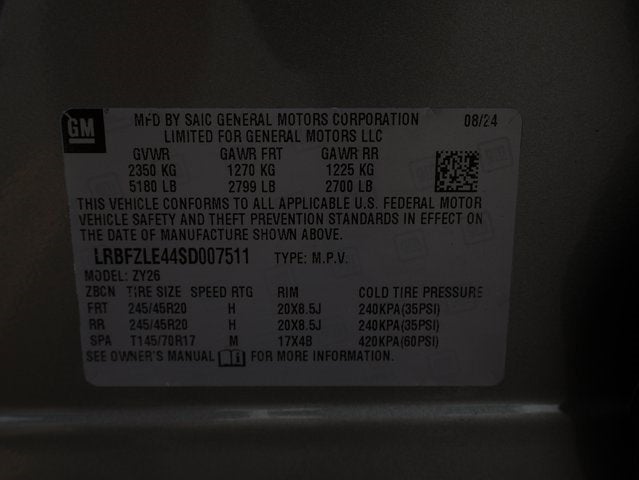 GM
MFD BY SAIC GENERAL MOTORS CORPORATION 08/24
LIMITED FOR GENERAL MOTORS LLC
GVWR GAWR FRT GAWR RR
2350 KG 1270 KG 1225 KG
5180 LB 2799 LB 2700 LB
THIS VEHICLE CONFORMS TO ALL APPLICABLE U.S. FEDERAL MOTOR
VEHICLE SAFETY AND THEFT PREVENTION STANDARDS IN EFFECT ON
THE DATE OF MANUFACTURE SHOWN ABOVE.
LRBFZLE44SD007511 TYPE: M.P.V.
MODEL: ZY26
ZBCN TIRE SIZE SPEED RTG RIM COLD TIRE PRESSURE
FRT 245/45R20 H 20X8.5J 240KPA(35PSI)
RR 245/45R20 H 20X8.5J 240KPA(35PSI)
SPA T145/70R17 M 17X4B 420KPA(60PSI)
SEE OWNER'S MANUAL FOR MORE INFORMATION.